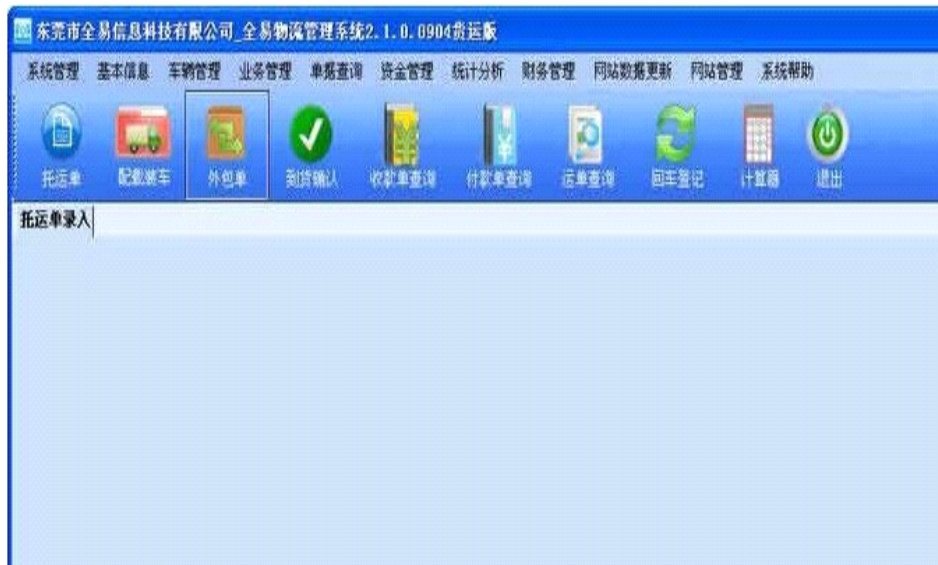 东莞市全易信息科技有限公司_全易物流管理系统2.1.0.0904货运版
系统管理 基本信息 车辆管理 业务管理 单据查询 资金管理 统计分析 财务管理 网站数据更新 网站管理 系统帮助
托运单 配载装车 外包单 到货确认 收款单查询 付款单查询 运单查询 回车登记 计算器 退出
托运单录入